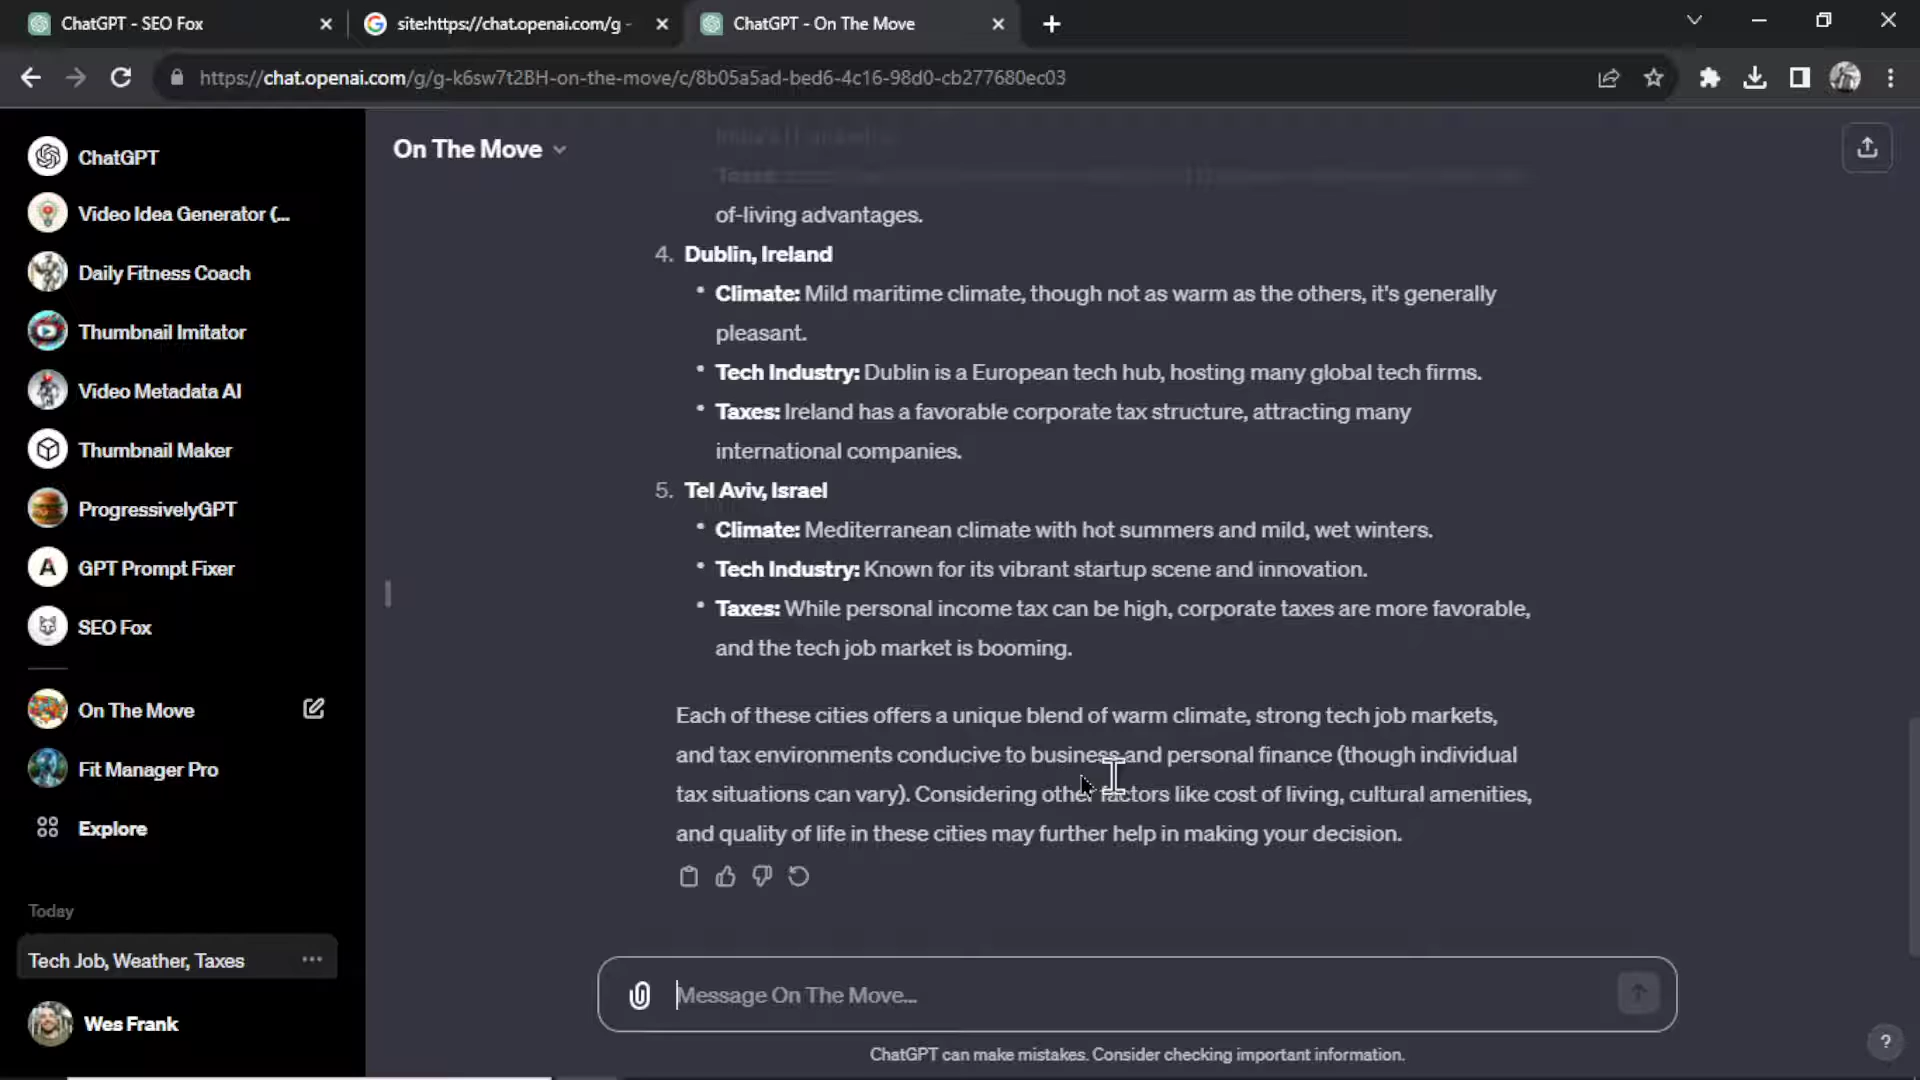 ChatGPT - SEO Fox
site:https://chat.openai.com/g -
ChatGPT - On The Move
https://chat.openai.com/g/g-k6sw7t2BH-on-the-move/c/8b05a5ad-bed6-4c16-98d0-cb277680ec03
ChatGPT
Video Idea Generator (...
Daily Fitness Coach
Thumbnail Imitator
Video Metadata AI
Thumbnail Maker
ProgressivelyGPT
A GPT Prompt Fixer
SEO Fox
On The Move
Fit Manager Pro
Explore
Today
Tech Job, Weather, Taxes
Wes Frank
On The Move
Taxes:
of-living advantages.
4. Dublin, Ireland
• Climate: Mild maritime climate, though not as warm as the others, it's generally
pleasant.
• Tech Industry: Dublin is a European tech hub, hosting many global tech firms.
• Taxes: Ireland has a favorable corporate tax structure, attracting many
international companies.
5. Tel Aviv, Israel
• Climate: Mediterranean climate with hot summers and mild, wet winters.
• Tech Industry: Known for its vibrant startup scene and innovation.
• Taxes: While personal income tax can be high, corporate taxes are more favorable,
and the tech job market is booming.
Each of these cities offers a unique blend of warm climate, strong tech job markets,
and tax environments conducive to business and personal finance (though individual
tax situations can vary). Considering other factors like cost of living, cultural amenities,
and quality of life in these cities may further help in making your decision.
Message On The Move...
ChatGPT can make mistakes. Consider checking important information.
?